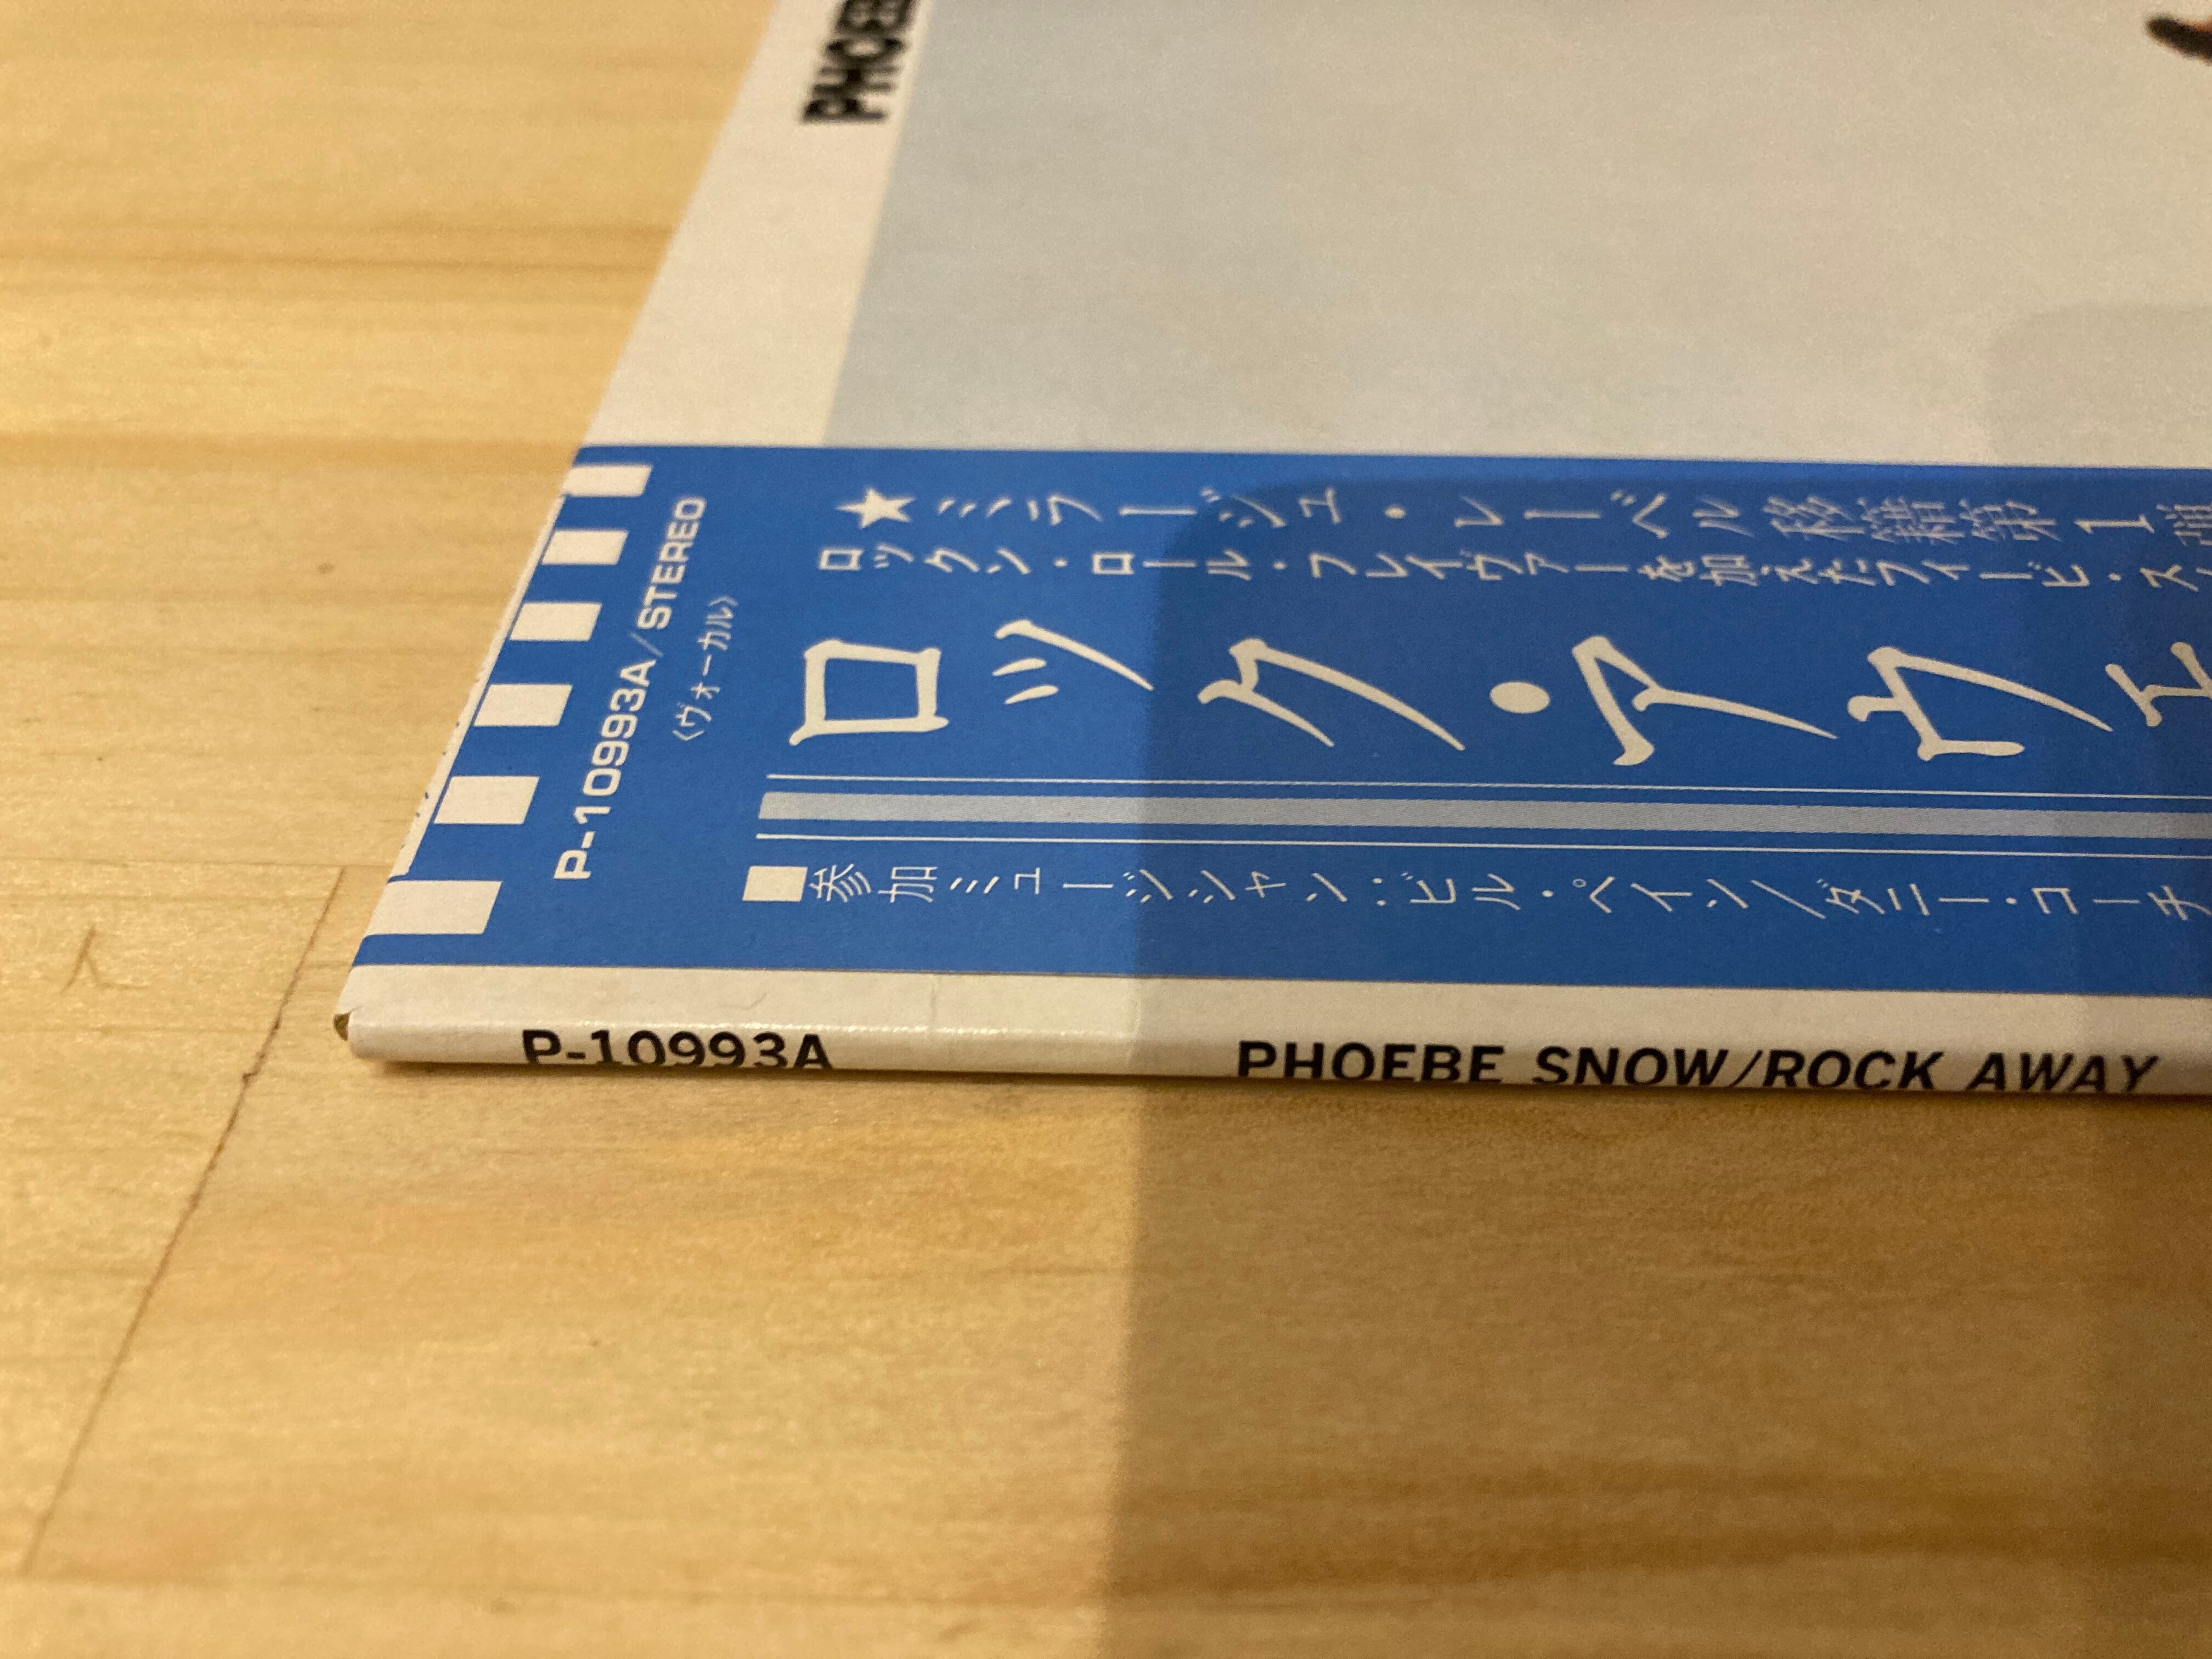 PHOEB
P-10993A/STEREO
〈ヴォーカル〉
★ミラージュ・レーベル移籍第1弾
ロックン・ロール・フレイヴァーを加えたフィービ・ス
ロック・アウェ
■参加ミュージシャン:ビル・ペイン/ダニー・コーチ
P-10993A
PHOEBE SNOW/ROCK AWAY